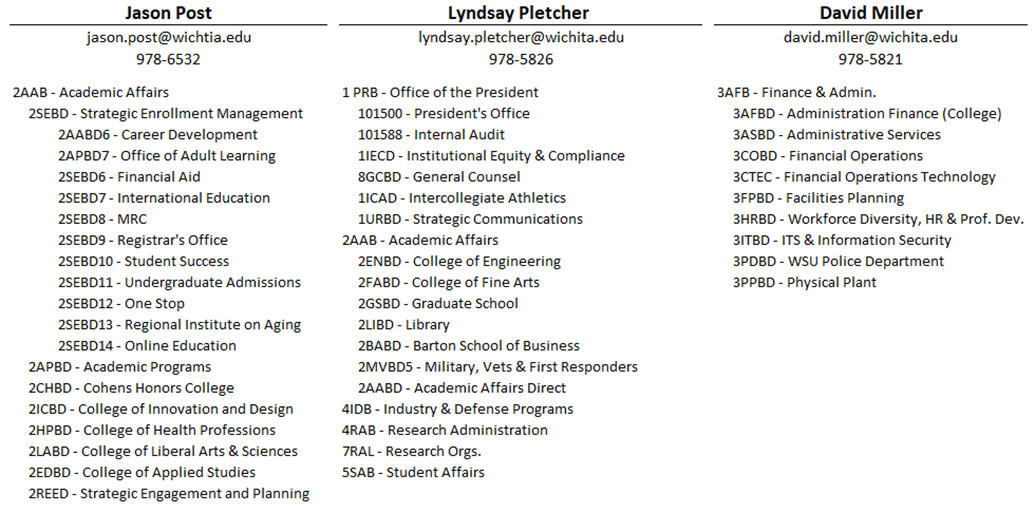 Jason Post
jason.post@wichtia.edu
978-6532
2AAB - Academic Affairs
2SEBD - Strategic Enrollment Management
2AABD6 - Career Development
2APBD7 - Office of Adult Learning
2SEBD6 - Financial Aid
2SEBD7 - International Education
2SEBD8 - MRC
2SEBD9 - Registrar's Office
2SEBD10 - Student Success
2SEBD11 - Undergraduate Admissions
2SEBD12 - One Stop
2SEBD13 - Regional Institute on Aging
2SEBD14 - Online Education
2APBD - Academic Programs
2CHBD - Cohens Honors College
2ICBD - College of Innovation and Design
2HPBD - College of Health Professions
2LABD - College of Liberal Arts & Sciences
2EDBD - College of Applied Studies
2REED - Strategic Engagement and Planning
Lyndsay Pletcher
lyndsay.pletcher@wichita.edu
978-5826
1 PRB - Office of the President
101500 - President's Office
101588 - Internal Audit
1IECD - Institutional Equity & Compliance
8GCBD - General Counsel
1ICAD - Intercollegiate Athletics
1URBD - Strategic Communications
2AAB - Academic Affairs
2ENBD - College of Engineering
2FABD - College of Fine Arts
2GSBD - Graduate School
2LIBD - Library
2BABD - Barton School of Business
2MVBD5 - Military, Vets & First Responders
2AABD - Academic Affairs Direct
4IDB - Industry & Defense Programs
4RAB - Research Administration
7RAL - Research Orgs.
5SAB - Student Affairs
David Miller
david.miller@wichita.edu
978-5821
3AFB - Finance & Admin.
3AFBD - Administration Finance (College)
3ASBD - Administrative Services
3COBD - Financial Operations
3CTEC - Financial Operations Technology
3FPBD - Facilities Planning
3HRBD - Workforce Diversity, HR & Prof. Dev.
3ITBD - ITS & Information Security
3PDBD - WSU Police Department
3PPBD - Physical Plant